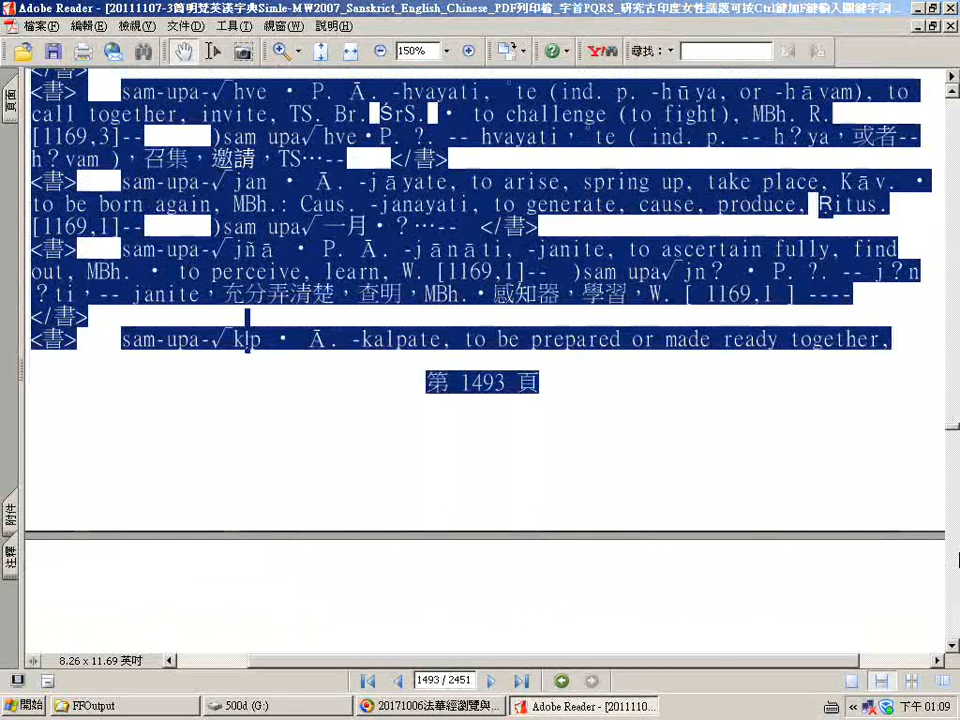 Adobe Reader - [20111107-3簡明梵英漢字典Simle-MW2007_Sanskrict_English_Chinese_PDF列印檔_字首PQRS_研究古印度女性議題可按Ctrl鍵加F鍵輸入關鍵字詞
檔案(F) 編輯(E) 檢視(V) 文件(D) 工具(T) 視窗(W) 說明(H)
150% Y! 尋找：
頁面
</書>
<書> sam-upa-√hve • P. Ā. -hvayati, °te (ind. p. -hūya, or -hāvam), to
call together, invite, TS. Br. ŚrS. • to challenge (to fight), MBh. R.
[1169,3]-- )sam upa√hve•P. ?. -- hvayati，°te ( ind. p. -- h?ya，或者--
h?vam )，召集，邀請，TS…-- </書>
<書> sam-upa-√jan • Ā. -jāyate, to arise, spring up, take place, Kāv. •
to be born again, MBh.: Caus. -janayati, to generate, cause, produce, Ṛitus.
[1169,1]-- )sam upa√一月•？…-- </書>
<書> sam-upa-√jñā • P. Ā. -jānāti, -janite, to ascertain fully, find
out, MBh. • to perceive, learn, W. [1169,1]-- )sam upa√jn? • P. ?. -- j?n
?ti，-- janite，充分弄清楚，查明，MBh.•感知器，學習，W. [ 1169,1 ] ----
</書>
<書> sam-upa-√kḷp • Ā. -kalpate, to be prepared or made ready together,
第 1493 頁
附件
注釋
8.26 x 11.69 英吋
1493 / 2451
開始 FFOutput 500d (G:) 20171006法華經瀏覽與... Adobe Reader - [2011110... 下午 01:09